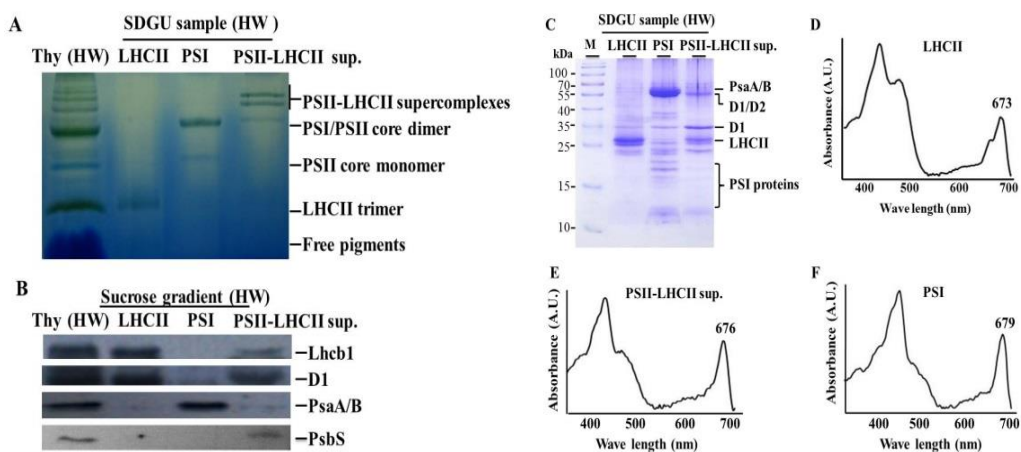 A
SDGU sample (HW )
Thy (HW) LHCII PSI PSII-LHCII sup.
PSII-LHCII supercomplexes
PSI/PSII core dimer
PSII core monomer
LHCII trimer
Free pigments
B
Sucrose gradient (HW)
Thy (HW) LHCII PSI PSII-LHCII sup.
Lhcb1
D1
PsaA/B
PsbS
C
SDGU sample (HW)
M LHCII PSI PSII-LHCII sup.
kDa
100
70
55
40
35
25
15
10
PsaA/B
D1/D2
D1
LHCII
PSI proteins
D
LHCII
673
Absorbance (A.U.)
400 500 600 700
Wave length (nm)
E
PSII-LHCII sup.
676
Absorbance (A.U.)
400 500 600 700
Wave length (nm)
F
PSI
679
Absorbance (A.U.)
400 500 600 700
Wave length (nm)